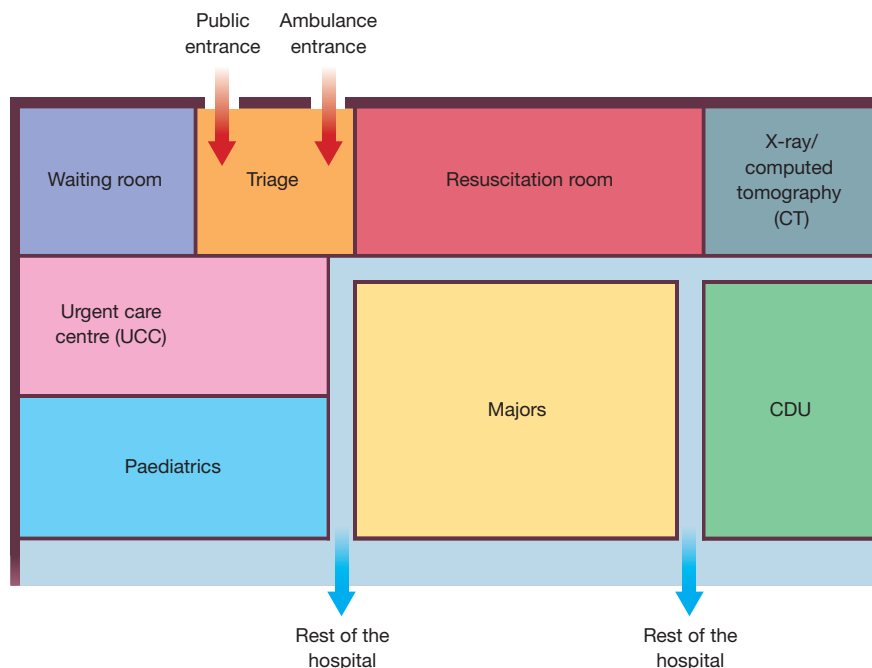 Public
entrance
Ambulance
entrance
Waiting room
Triage
Resuscitation room
X-ray/
computed
tomography
(CT)
Urgent care
centre (UCC)
Majors
CDU
Paediatrics
Rest of the
hospital
Rest of the
hospital